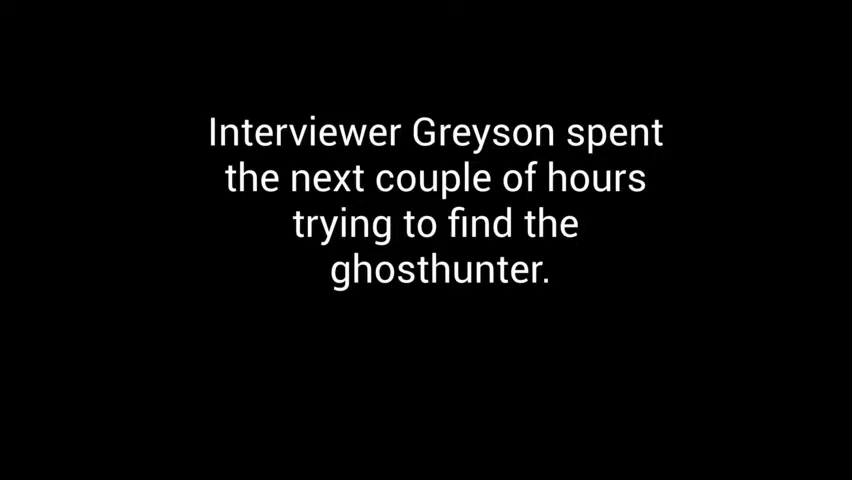 Interviewer Greyson spent
the next couple of hours
trying to find the
ghosthunter.